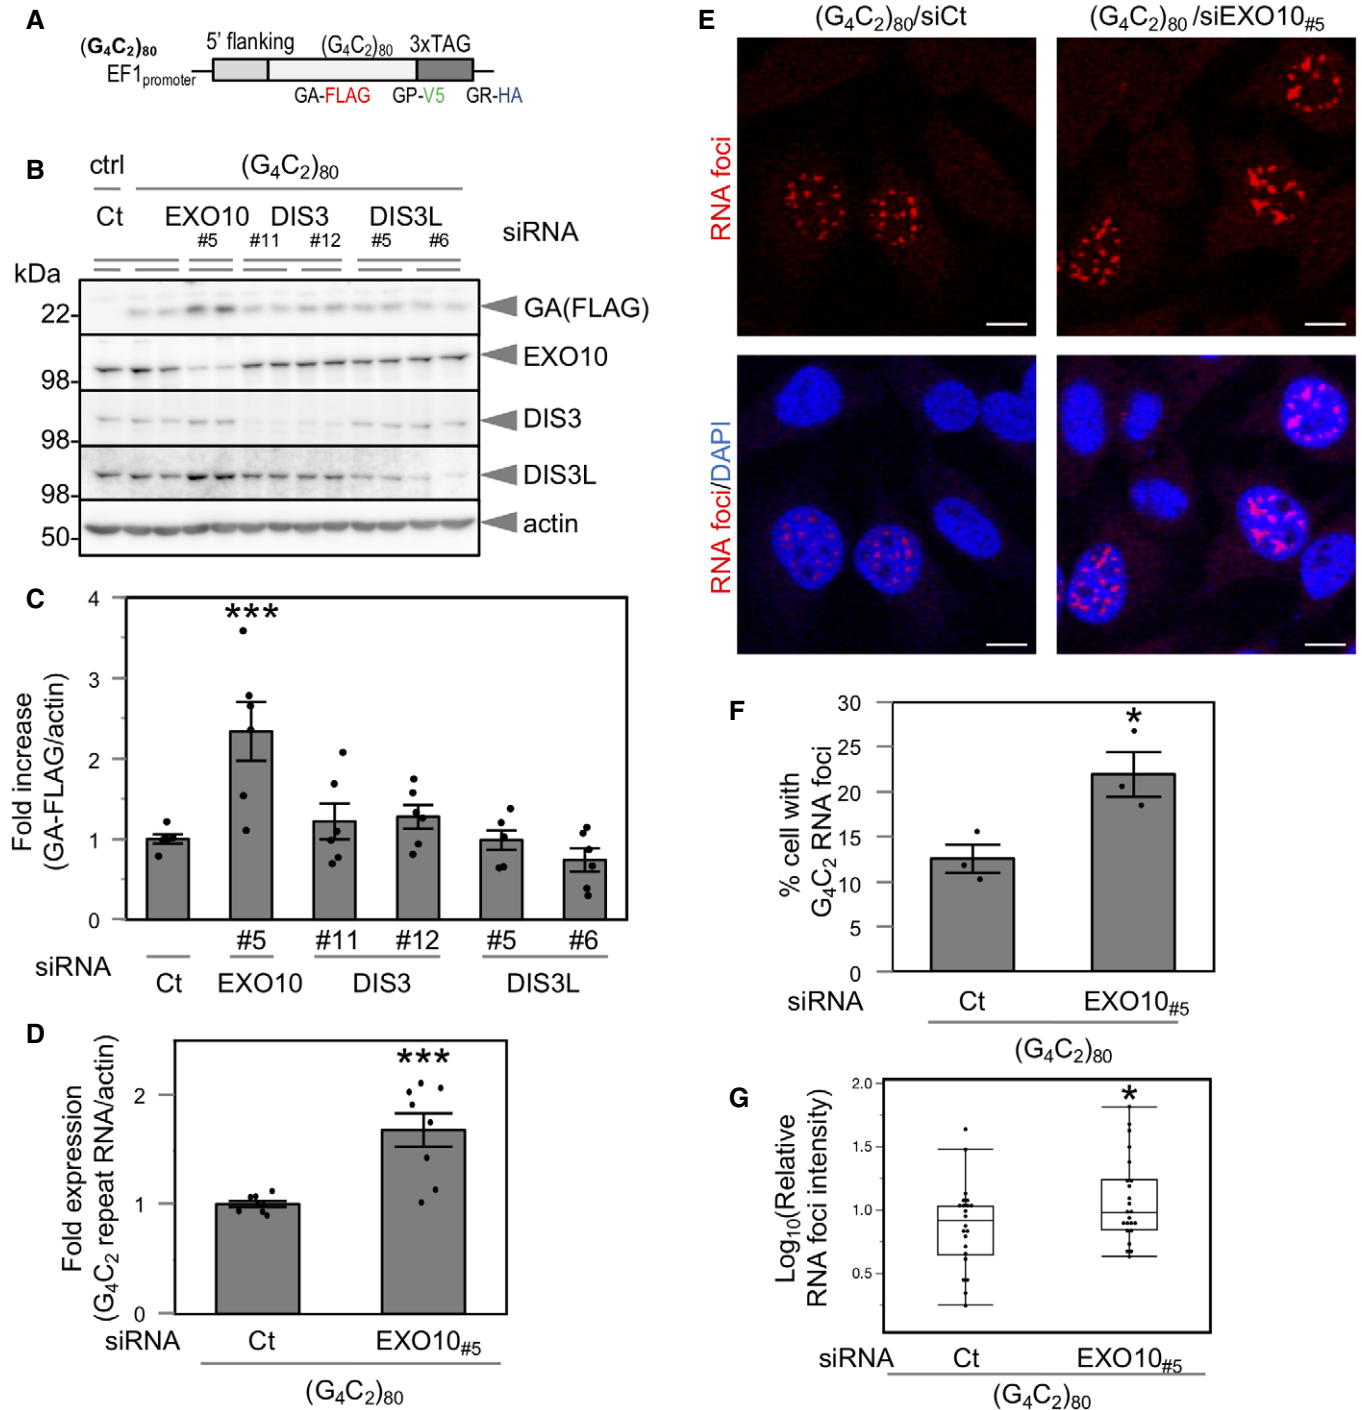 A
(G4C2)80
EF1promoter
5' flanking (G4C2)80 3xTAG
GA-FLAG GP-V5 GR-HA
B
ctrl (G4C2)80
Ct EXO10 DIS3 DIS3L
#5 #11 #12 #5 #6
siRNA
kDa
22 GA(FLAG)
EXO10
98
DIS3
98
DIS3L
98
actin
50
C
Fold increase
(GA-FLAG/actin)
4
3
2
1
0
***
#5 #11 #12 #5 #6
siRNA
Ct EXO10 DIS3 DIS3L
D
Fold expression
(G4C2 repeat RNA/actin)
2
1
0
***
siRNA Ct EXO10#5
(G4C2)80
E
(G4C2)80/siCt (G4C2)80 /siEXO10#5
RNA foci
RNA foci/DAPI
F
% cell with
G4C2 RNA foci
30
25
20
15
10
5
0
*
siRNA Ct EXO10#5
(G4C2)80
G
Log10(Relative
RNA foci intensity)
2.0
1.5
1.0
0.5
*
siRNA Ct EXO10#5
(G4C2)80